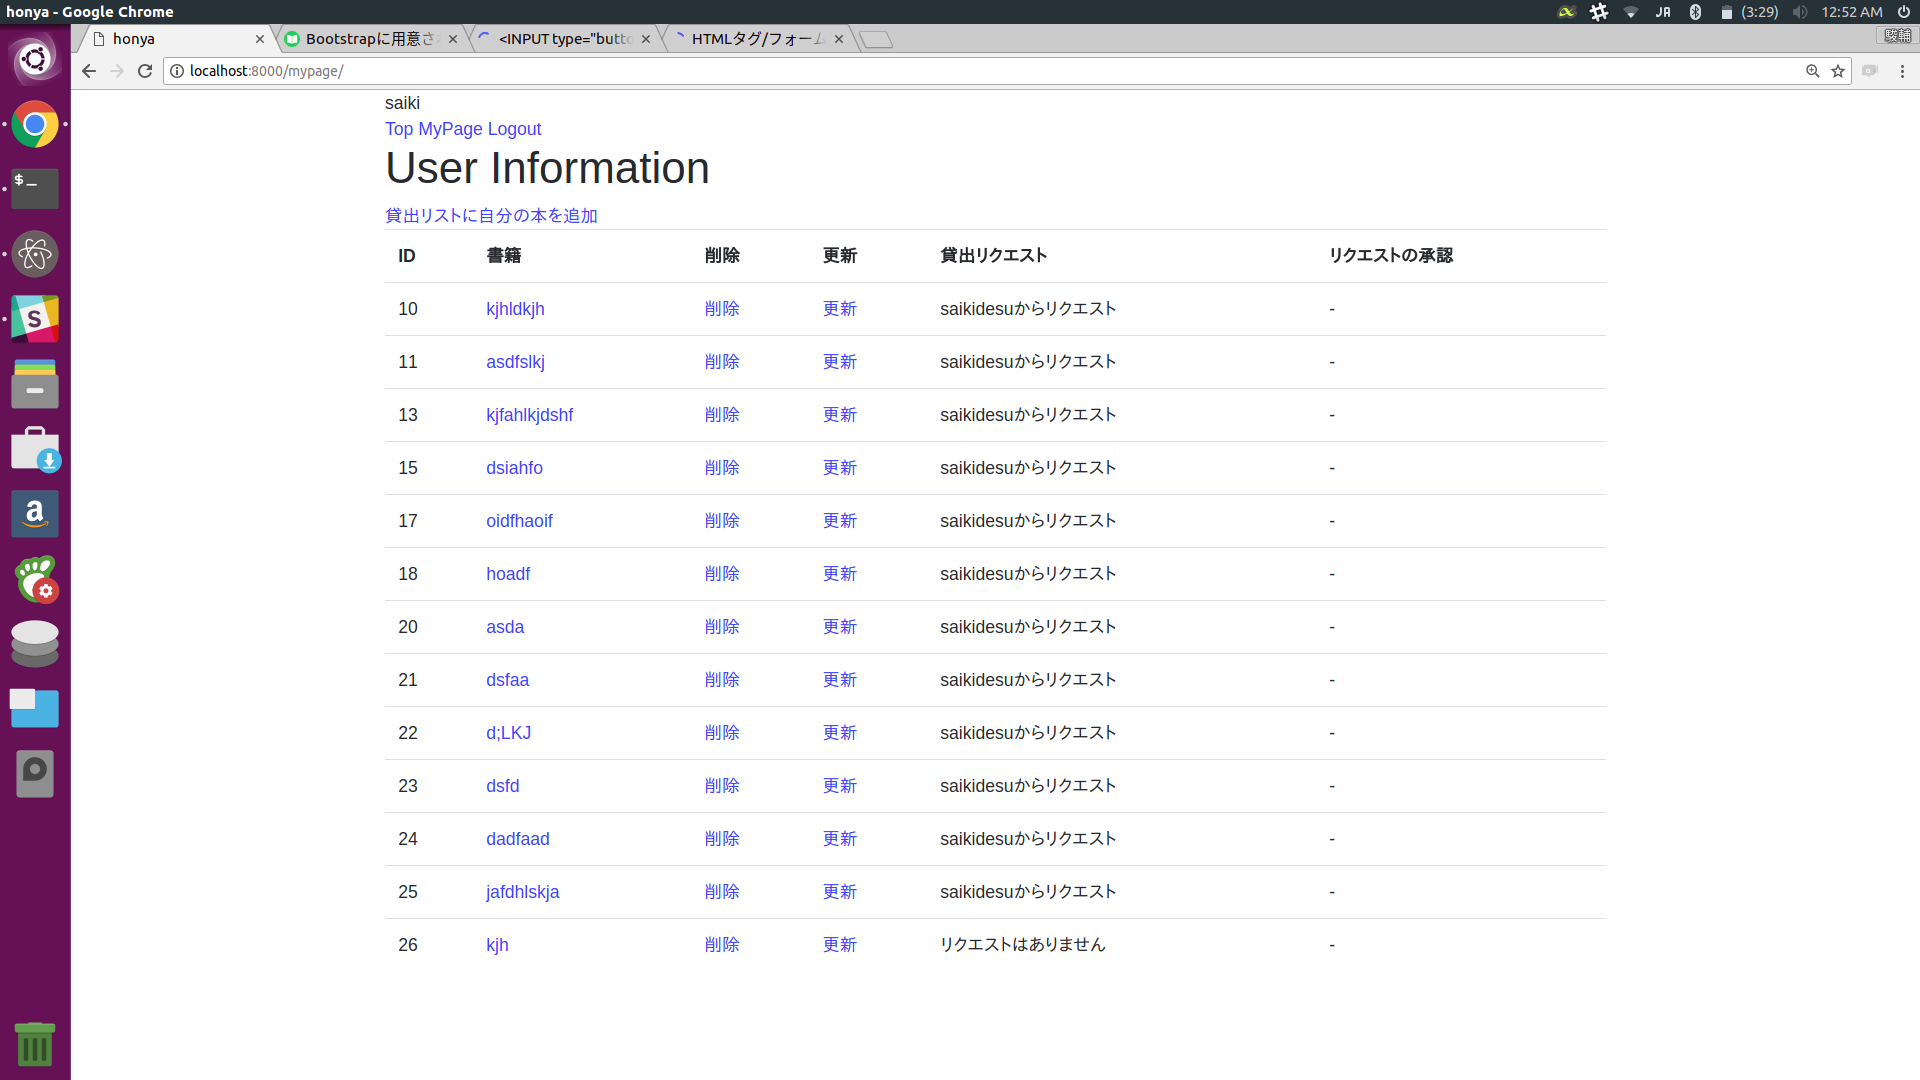 honya - Google Chrome
JA (3:29) 12:52 AM
honya
Bootstrapに用意さ
<INPUT type="butto
HTMLタグ/フォーム
駿輔
localhost:8000/mypage/
saiki
Top MyPage Logout
User Information
貸出リストに自分の本を追加
ID 書籍 削除 更新 貸出リクエスト リクエストの承認
10 kjhldkjh 削除 更新 saikidesuからリクエスト -
11 asdfslkj 削除 更新 saikidesuからリクエスト -
13 kjfahlkjdshf 削除 更新 saikidesuからリクエスト -
15 dsiahfo 削除 更新 saikidesuからリクエスト -
17 oidfhaoif 削除 更新 saikidesuからリクエスト -
18 hoadf 削除 更新 saikidesuからリクエスト -
20 asda 削除 更新 saikidesuからリクエスト -
21 dsfaa 削除 更新 saikidesuからリクエスト -
22 d;LKJ 削除 更新 saikidesuからリクエスト -
23 dsfd 削除 更新 saikidesuからリクエスト -
24 dadfaad 削除 更新 saikidesuからリクエスト -
25 jafdhlskja 削除 更新 saikidesuからリクエスト -
26 kjh 削除 更新 リクエストはありません -